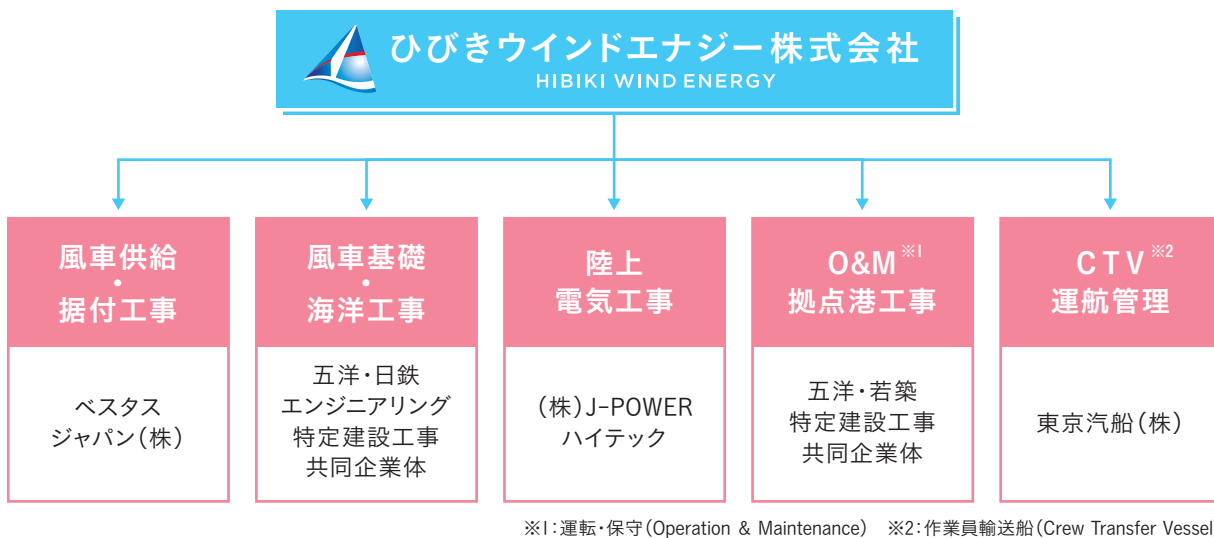 ひびきウインドエナジー株式会社
HIBIKI WIND ENERGY
風車供給
・
据付工事
ベスタス
ジャパン(株)
風車基礎
・
海洋工事
五洋・日鉄
エンジニアリング
特定建設工事
共同企業体
陸上
電気工事
(株)J-POWER
ハイテック
O&M※1
拠点港工事
五洋・若築
特定建設工事
共同企業体
CTV※2
運航管理
東京汽船(株)
※1:運転・保守(Operation & Maintenance) ※2:作業員輸送船(Crew Transfer Vessel